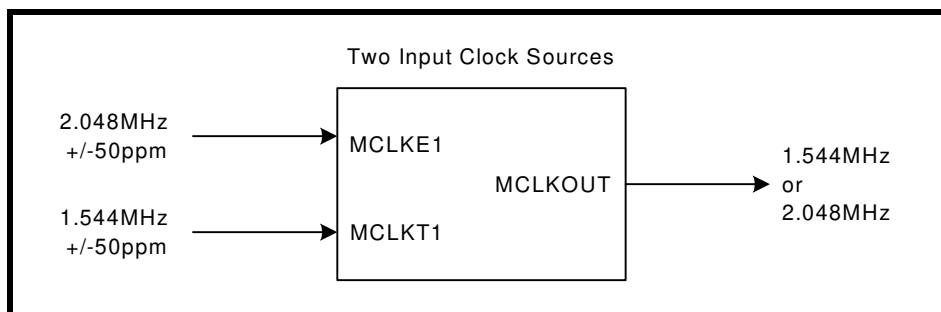 Two Input Clock Sources
2.048MHz
+/-50ppm
MCLKE1
MCLKOUT
1.544MHz
or
2.048MHz
1.544MHz
+/-50ppm
MCLKT1